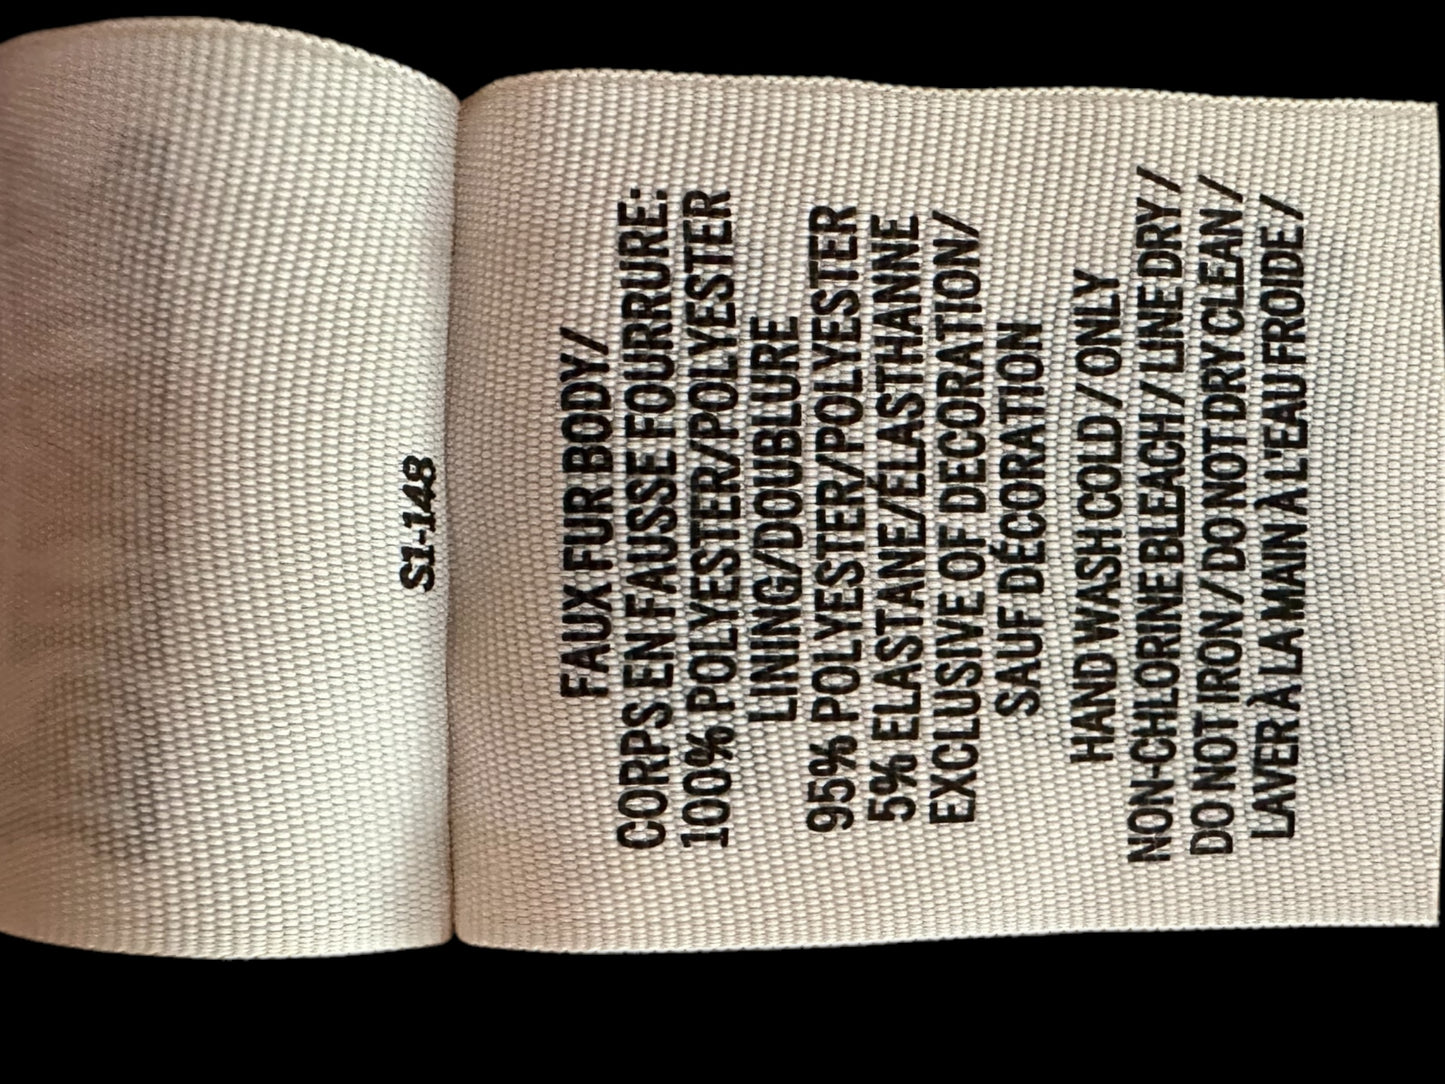 S1-148
FAUX FUR BODY/
CORPS EN FAUSSE FOURRURE:
100% POLYESTER/POLYESTER
LINING/DOUBLURE
95% POLYESTER/POLYESTER
5% ELASTANE/ÉLASTHANNE
EXCLUSIVE OF DECORATION/
SAUF DÉCORATION
HAND WASH COLD / ONLY
NON-CHLORINE BLEACH / LINE DRY /
DO NOT IRON / DO NOT DRY CLEAN /
LAVER À LA MAIN À L'EAU FROIDE /